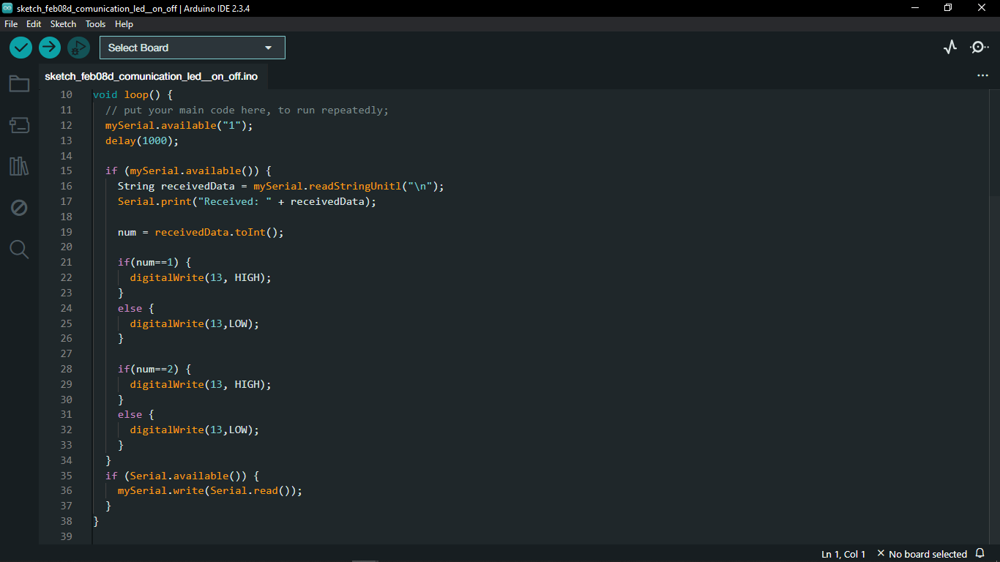 sketch_feb08d_comunication_led__on_off | Arduino IDE 2.3.4
File Edit Sketch Tools Help
Select Board
sketch_feb08d_comunication_led__on_off.ino
10 void loop() {
11 // put your main code here, to run repeatedly;
12 mySerial.available("1");
13 delay(1000);
14
15 if (mySerial.available()) {
16 String receivedData = mySerial.readStringUnitl("\n");
17 Serial.print("Received: " + receivedData);
18
19 num = receivedData.toInt();
20
21 if(num==1) {
22 digitalWrite(13, HIGH);
23 }
24 else {
25 digitalWrite(13,LOW);
26 }
27
28 if(num==2) {
29 digitalWrite(13, HIGH);
30 }
31 else {
32 digitalWrite(13,LOW);
33 }
34 }
35 if (Serial.available()) {
36 mySerial.write(Serial.read());
37 }
38 }
39
Ln 1, Col 1 × No board selected